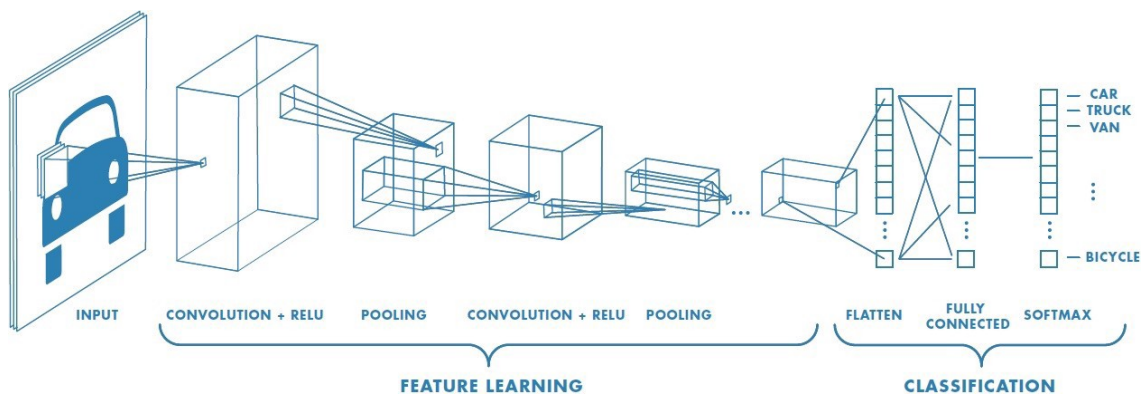 CAR
TRUCK
VAN
BICYCLE
INPUT
CONVOLUTION + RELU
POOLING
CONVOLUTION + RELU
POOLING
FLATTEN
FULLY
CONNECTED
SOFTMAX
FEATURE LEARNING
CLASSIFICATION